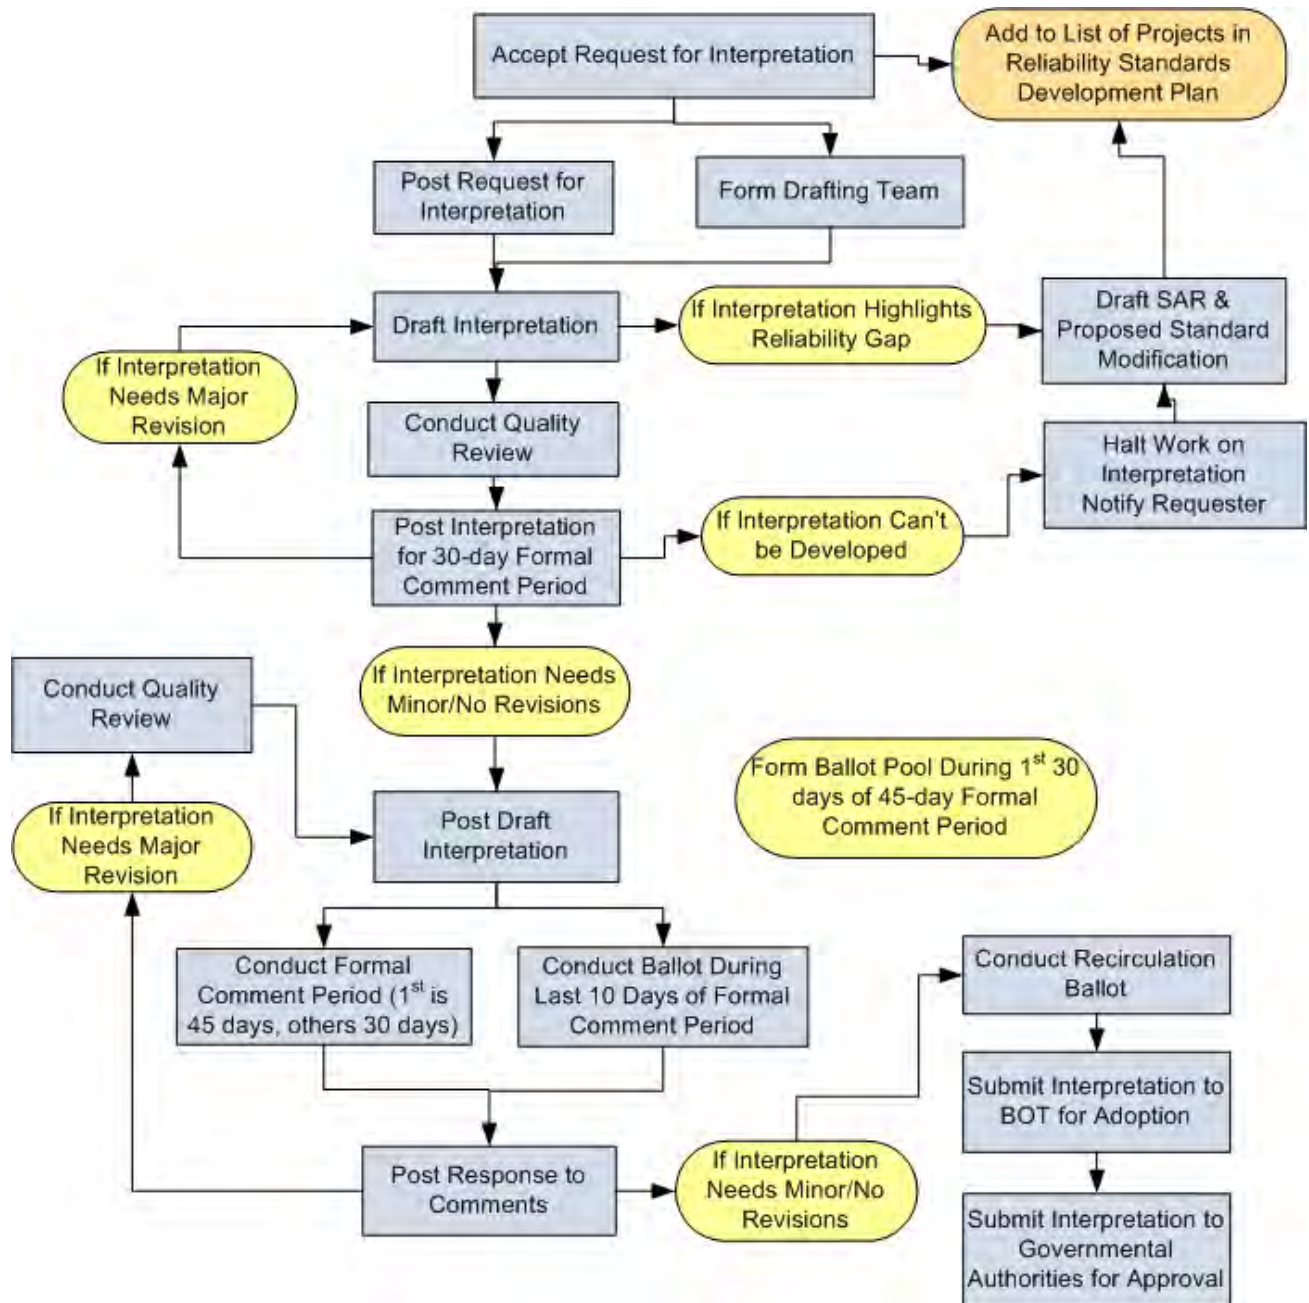 Accept Request for Interpretation
Add to List of Projects in
Reliability Standards
Development Plan
Post Request for
Interpretation
Form Drafting Team
Draft Interpretation
If Interpretation Highlights
Reliability Gap
Draft SAR &
Proposed Standard
Modification
If Interpretation
Needs Major
Revision
Conduct Quality
Review
Halt Work on
Interpretation
Notify Requester
Post Interpretation
for 30-day Formal
Comment Period
If Interpretation Can't
be Developed
If Interpretation Needs
Minor/No Revisions
Conduct Quality
Review
Form Ballot Pool During 1st 30
days of 45-day Formal
Comment Period
Post Draft
Interpretation
If Interpretation
Needs Major
Revision
Conduct Formal
Comment Period (1st is
45 days, others 30 days)
Conduct Ballot During
Last 10 Days of Formal
Comment Period
Conduct Recirculation
Ballot
Submit Interpretation to
BOT for Adoption
Post Response to
Comments
If Interpretation
Needs Minor/No
Revisions
Submit Interpretation to
Governmental
Authorities for Approval